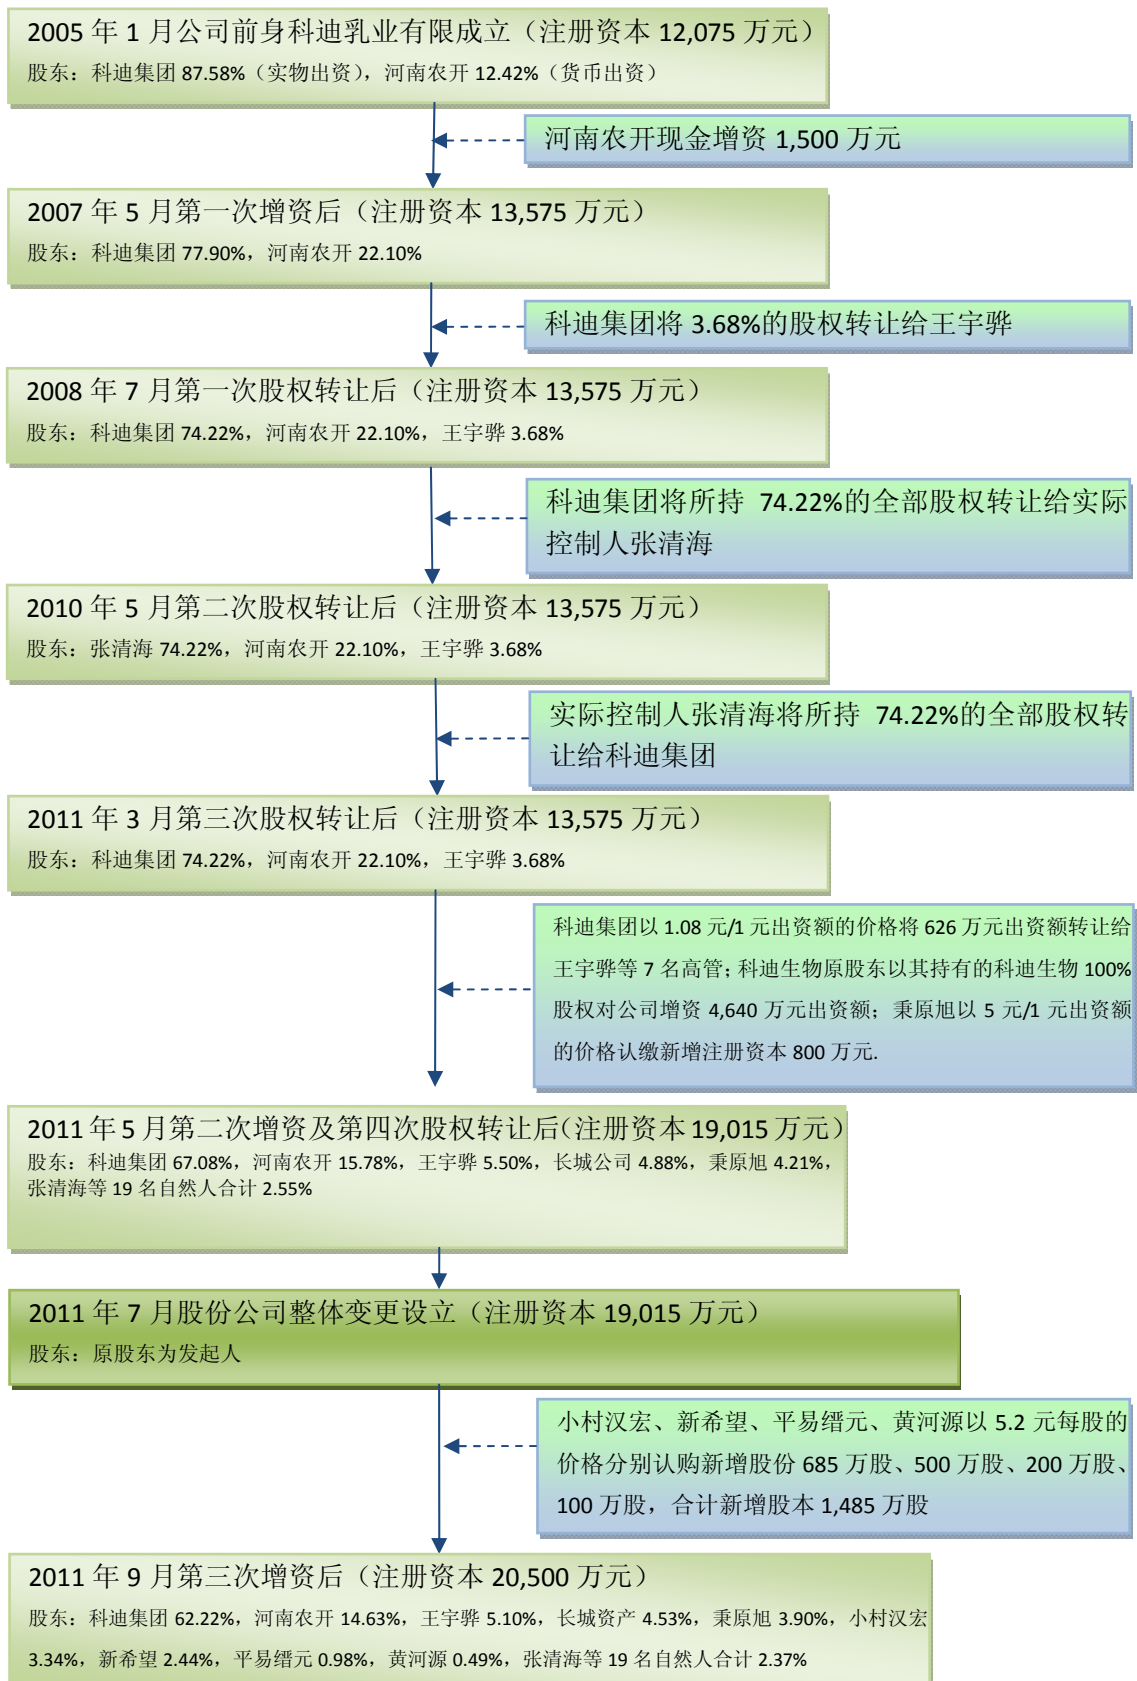 2005 年 1 月公司前身科迪乳业有限成立（注册资本 12,075 万元）
股东：科迪集团 87.58%（实物出资），河南农开 12.42%（货币出资）
河南农开现金增资 1,500 万元
2007 年 5 月第一次增资后（注册资本 13,575 万元）
股东：科迪集团 77.90%，河南农开 22.10%
科迪集团将 3.68%的股权转让给王宇骅
2008 年 7 月第一次股权转让后（注册资本 13,575 万元）
股东：科迪集团 74.22%，河南农开 22.10%，王宇骅 3.68%
科迪集团将所持 74.22%的全部股权转让给实际
控制人张清海
2010 年 5 月第二次股权转让后（注册资本 13,575 万元）
股东：张清海 74.22%，河南农开 22.10%，王宇骅 3.68%
实际控制人张清海将所持 74.22%的全部股权转
让给科迪集团
2011 年 3 月第三次股权转让后（注册资本 13,575 万元）
股东：科迪集团 74.22%，河南农开 22.10%，王宇骅 3.68%
科迪集团以 1.08 元/1 元出资额的价格将 626 万元出资额转让给
王宇骅等 7 名高管；科迪生物原股东以其持有的科迪生物 100%
股权对公司增资 4,640 万元出资额；秉原旭以 5 元/1 元出资额
的价格认缴新增注册资本 800 万元.
2011 年 5 月第二次增资及第四次股权转让后（注册资本 19,015 万元）
股东：科迪集团 67.08%，河南农开 15.78%，王宇骅 5.50%，长城公司 4.88%，秉原旭 4.21%，
张清海等 19 名自然人合计 2.55%
2011 年 7 月股份公司整体变更设立（注册资本 19,015 万元）
股东：原股东为发起人
小村汉宏、新希望、平易缙元、黄河源以 5.2 元每股的
价格分别认购新增股份 685 万股、500 万股、200 万股、
100 万股，合计新增股本 1,485 万股
2011 年 9 月第三次增资后（注册资本 20,500 万元）
股东：科迪集团 62.22%，河南农开 14.63%，王宇骅 5.10%，长城资产 4.53%，秉原旭 3.90%，小村汉宏
3.34%，新希望 2.44%，平易缙元 0.98%，黄河源 0.49%，张清海等 19 名自然人合计 2.37%